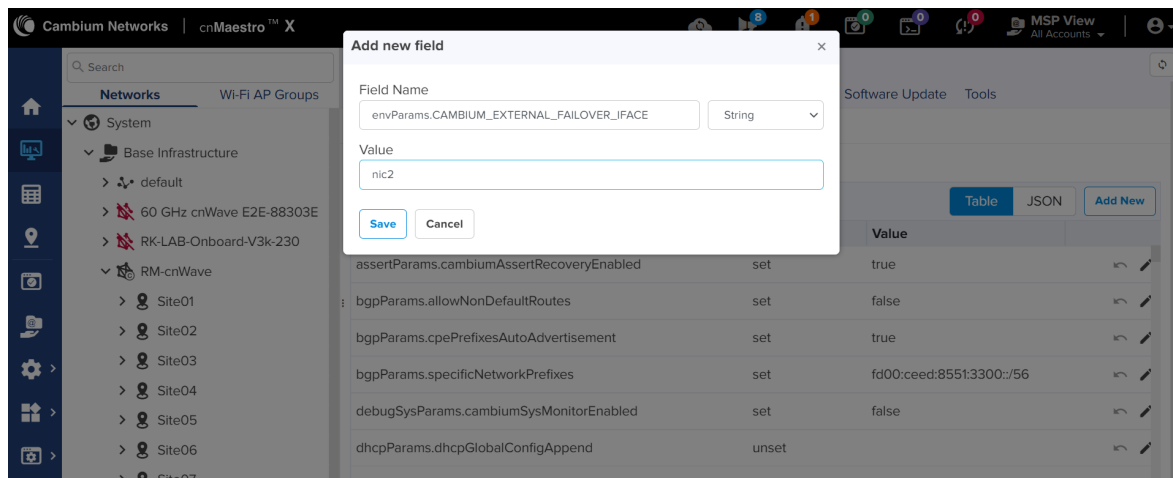 Cambium Networks | cnMaestro™ X
8
1
0
0
0
MSP View
All Accounts
Add new field ×
Search
Networks Wi-Fi AP Groups
Software Update Tools
Field Name
envParams.CAMBIUM_EXTERNAL_FAILOVER_IFACE String
Value
nic2
Save Cancel
System
Base Infrastructure
default
60 GHz cnWave E2E-88303E
RK-LAB-Onboard-V3k-230
RM-cnWave
Site01
Site02
Site03
Site04
Site05
Site06
Table JSON Add New
Value
assertParams.cambiumAssertRecoveryEnabled set true
bgpParams.allowNonDefaultRoutes set false
bgpParams.cpePrefixesAutoAdvertisement set true
bgpParams.specificNetworkPrefixes set fd00:ceed:8551:3300::/56
debugSysParams.cambiumSysMonitorEnabled set false
dhcpParams.dhcpGlobalConfigAppend unset